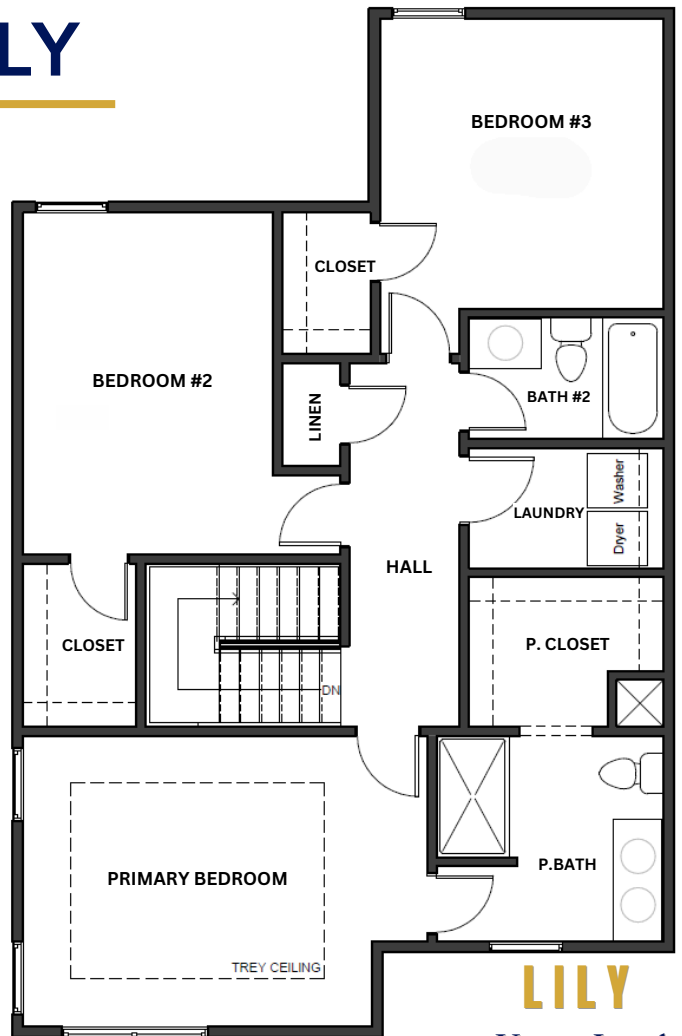 LY
BEDROOM #3
CLOSET
BEDROOM #2
LINEN
BATH #2
Washer
LAUNDRY
Dryer
HALL
CLOSET
P. CLOSET
DN
PRIMARY BEDROOM
P.BATH
TREY CEILING
LILY